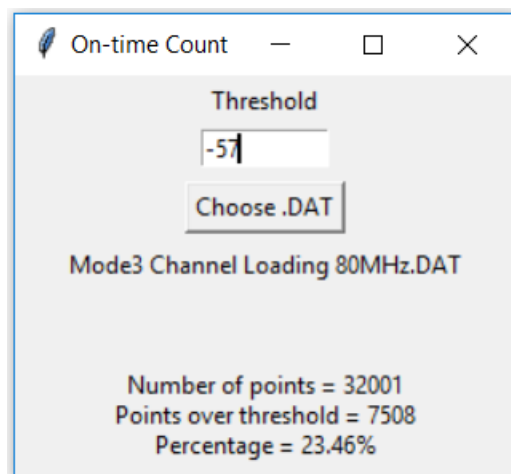 On-time Count
Threshold
-57
Choose .DAT
Mode3 Channel Loading 80MHz.DAT
Number of points = 32001
Points over threshold = 7508
Percentage = 23.46%